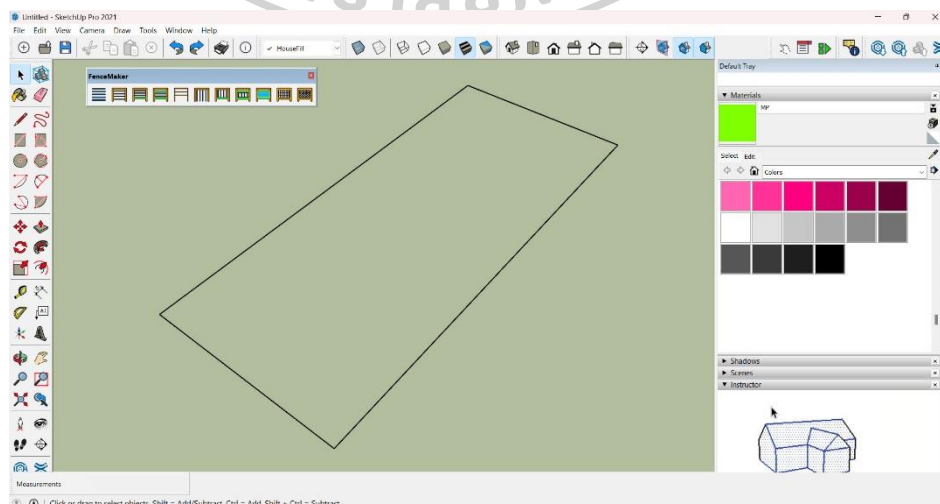 Untitled - SketchUp Pro 2021
File Edit View Camera Draw Tools Window Help
HouseFill
Default Tray
FenceMaker
Materials
MP
Select Edit
Colors
Shadows
Scenes
Instructor
Measurements
Click or drag to select objects. Shift = Add/Subtract. Ctrl = Add. Shift + Ctrl = Subtract.